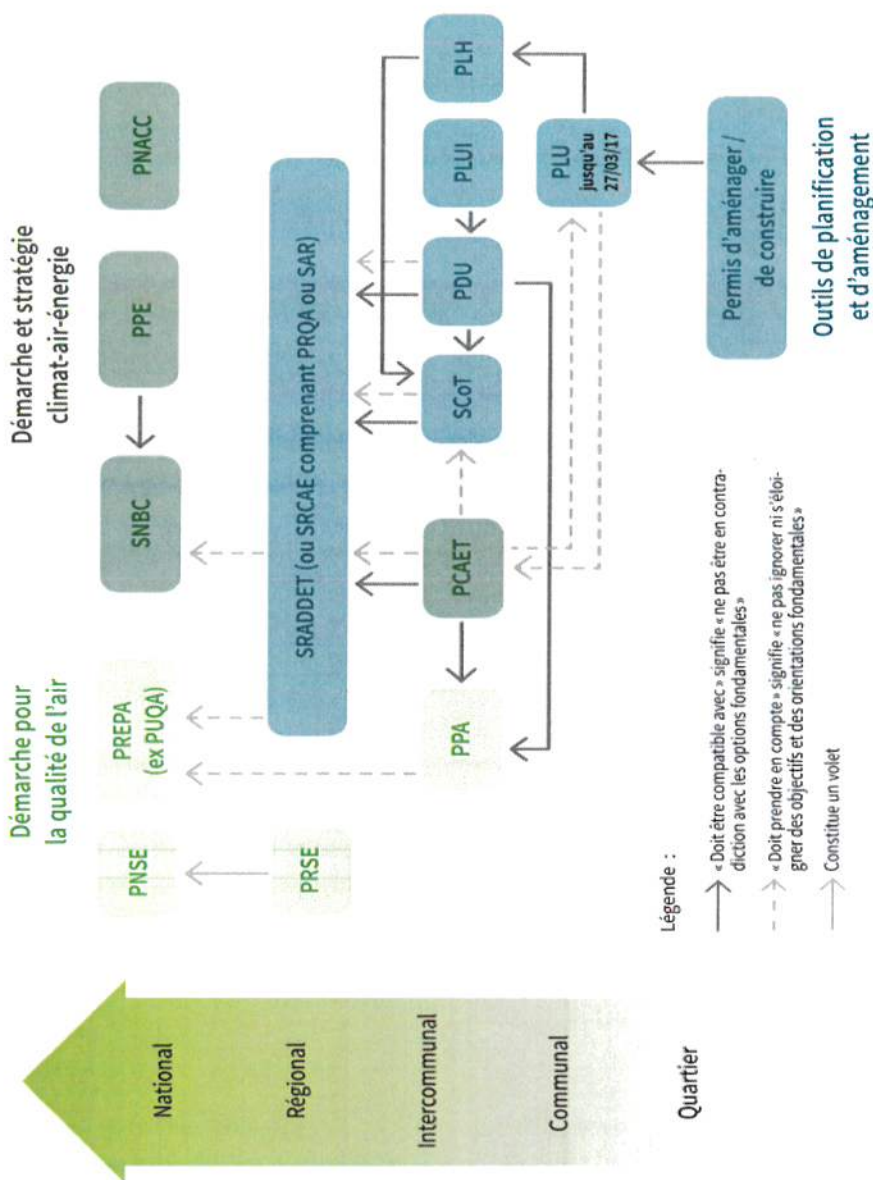 Démarche pour
la qualité de l'air
Démarche et stratégie
climat-air-énergie
National
PNSE
PREPA
(ex PUQA)
SNBC
PPE
PNACC
Régional
PRSE
SRADDET (ou SRCAE comprenant PRQA ou SAR)
Intercommunal
PPA
PCAET
SCoT
PDU
PLUI
PLH
Communal
PLU
jusqu'au
27/03/17
Quartier
Permis d'aménager /
de construire
Légende :
« Doit être compatible avec » signifie « ne pas être en contra-
diction avec les options fondamentales »
« Doit prendre en compte » signifie « ne pas ignorer ni s'éloi-
gner des objectifs et des orientations fondamentales »
Constitue un volet
Outils de planification
et d'aménagement